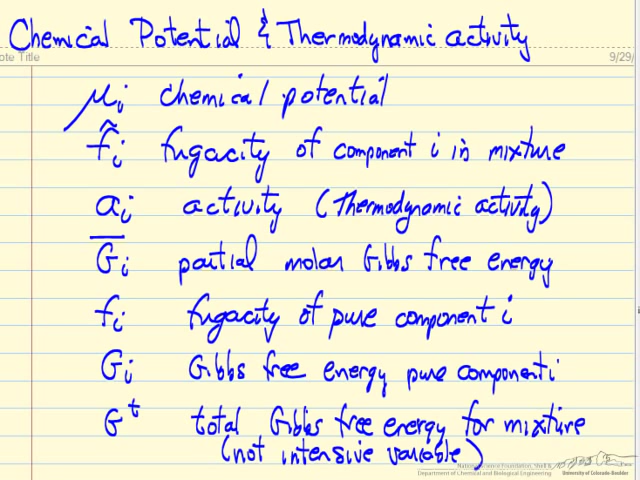 Chemical Potential & Thermodynamic activity
ote Title
9/29/
μi chemical potential
f̂i fugacity of component i in mixture
ai activity (Thermodynamic activity)
G̅i partial molar Gibbs free energy
fi fugacity of pure component i
Gi Gibbs free energy pure component i
Gᵗ total Gibbs free energy for mixture
(not intensive variable)
Department of Chemical and Biological Engineering
University of Colorado-Boulder